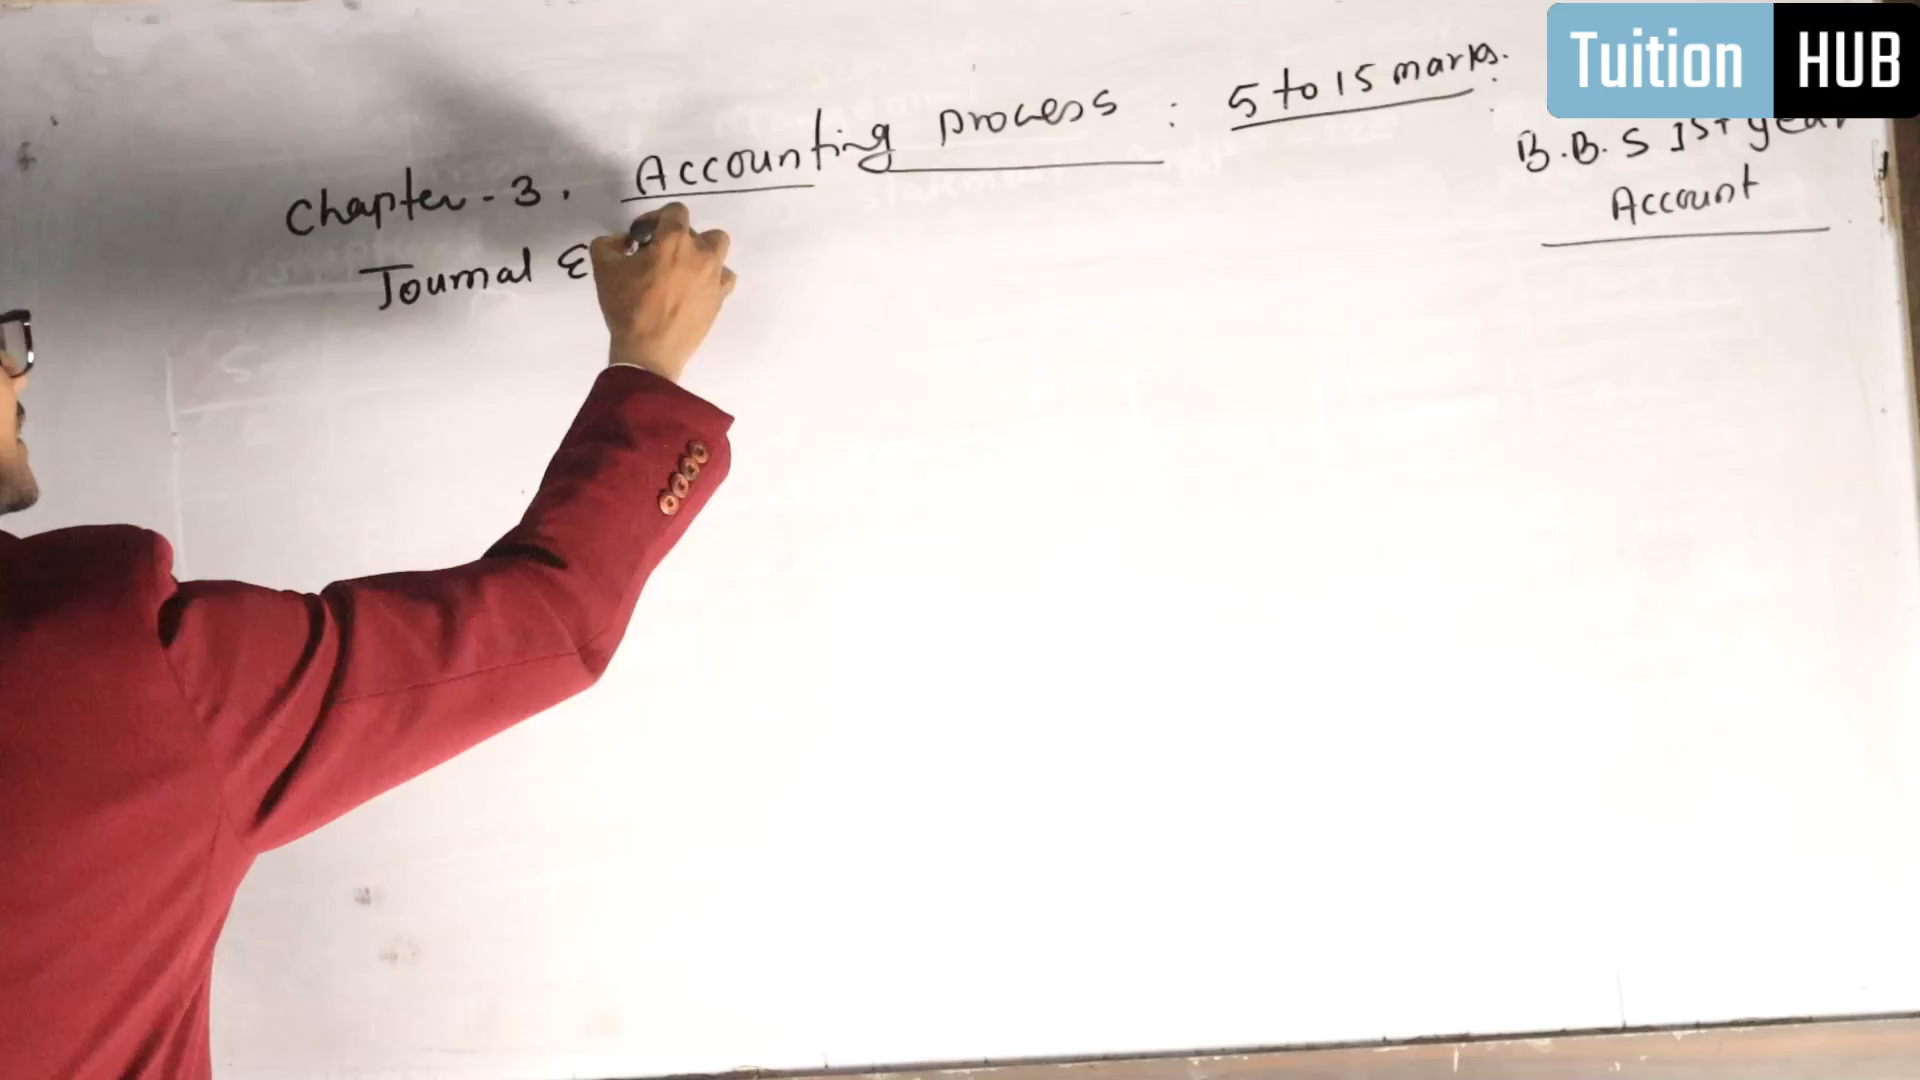 Tuition HUB
Chapter - 3. Accounting process : 5 to 15 marks.
B.B.S 1st year
Account
Journal E